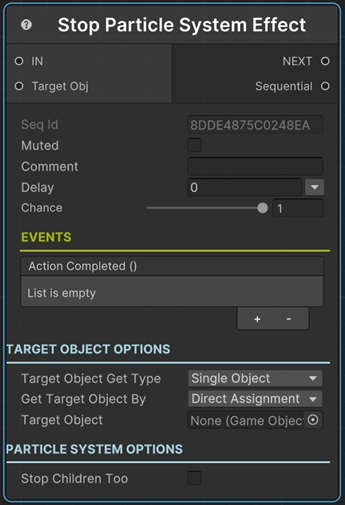 Stop Particle System Effect
IN NEXT
Target Obj Sequential
Seq Id 8DDE4875C0248EA
Muted
Comment
Delay 0
Chance 1
EVENTS
Action Completed ()
List is empty
+ -
TARGET OBJECT OPTIONS
Target Object Get Type Single Object
Get Target Object By Direct Assignment
Target Object None (Game Objec
PARTICLE SYSTEM OPTIONS
Stop Children Too